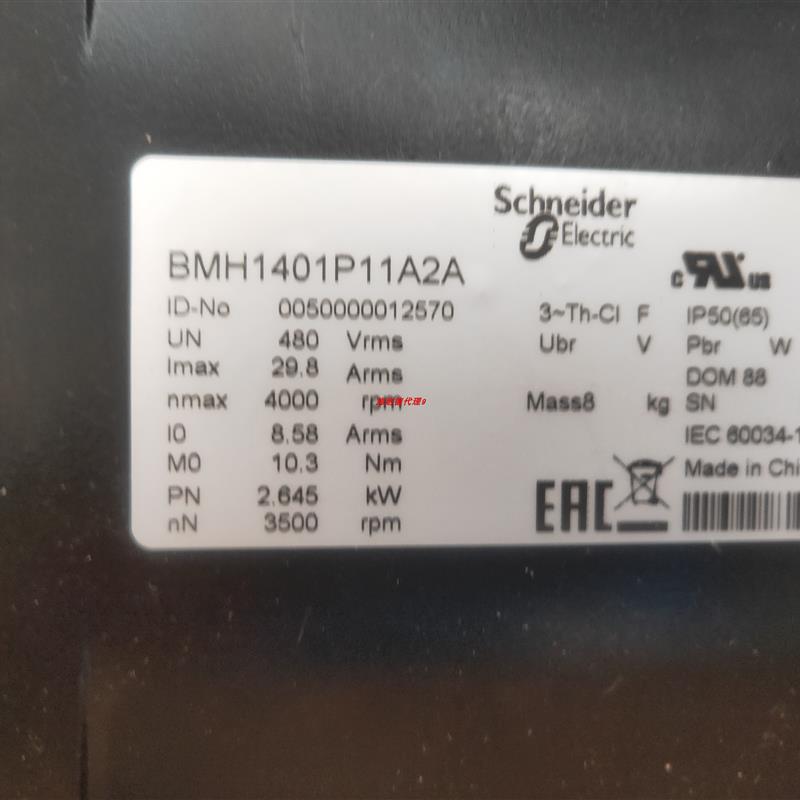 Schneider
Electric
BMH1401P11A2A
c UR us
ID-No 0050000012570 3~Th-Cl F IP50(65)
UN 480 Vrms Ubr V Pbr W
Imax 29.8 Arms DOM 88
nmax 4000 rpm Mass8 kg SN
I0 8.58 Arms IEC 60034-1
M0 10.3 Nm Made in Chi
PN 2.645 kW EAC
nN 3500 rpm